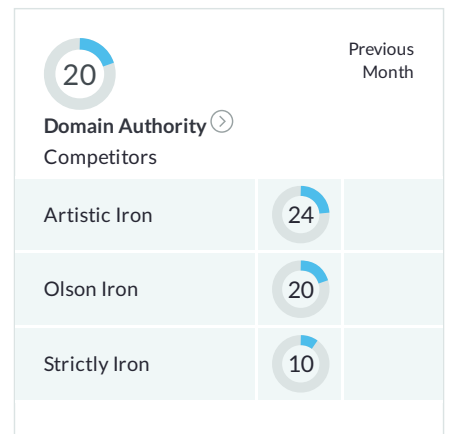 20
Previous
Month
Domain Authority
Competitors
Artistic Iron 24
Olson Iron 20
Strictly Iron 10